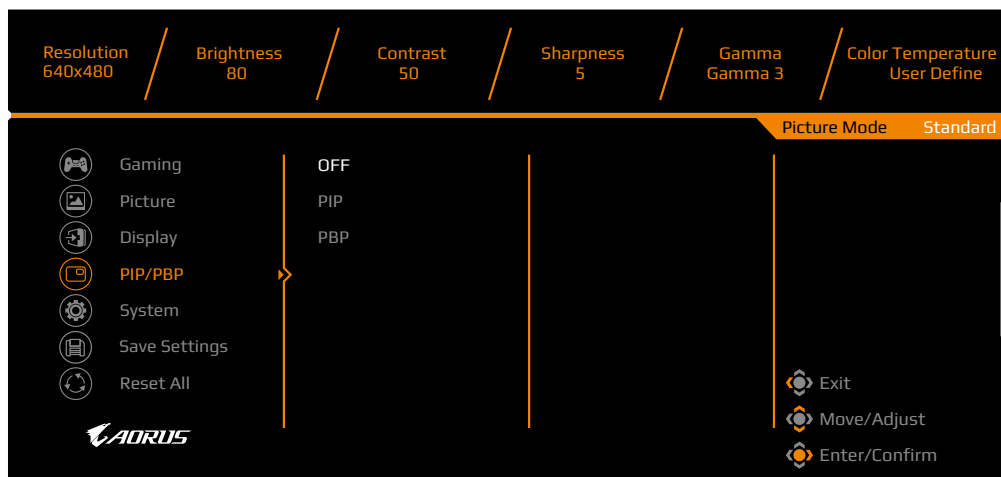 Resolution Brightness Contrast Sharpness Gamma Color Temperature
640x480 80 50 5 Gamma 3 User Define
Picture Mode Standard
Gaming OFF
Picture PIP
Display PBP
PIP/PBP
System
Save Settings
Reset All Exit
Move/Adjust
AORUS
Enter/Confirm